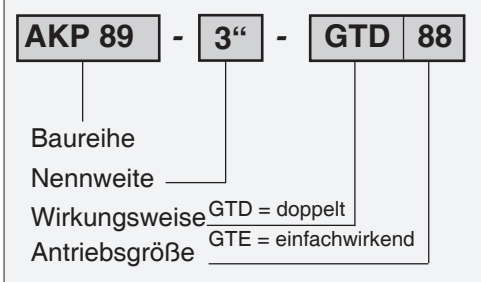 AKP 89 - 3“ - GTD 88
Baureihe
Nennweite
Wirkungsweise GTD = doppelt
GTE = einfachwirkend
Antriebsgröße